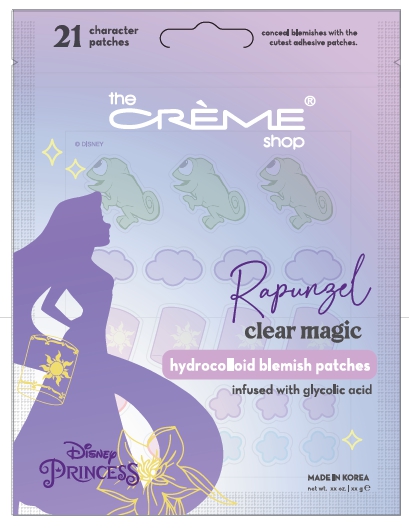 21 character
patches
conceal blemishes with the
cutest adhesive patches.
the
CRÈME®
shop
© DISNEY
Rapunzel
clear magic
hydrocolloid blemish patches
infused with glycolic acid
Disney
PRINCESS
MADE IN KOREA
net wt. xx oz. | xx g ℮